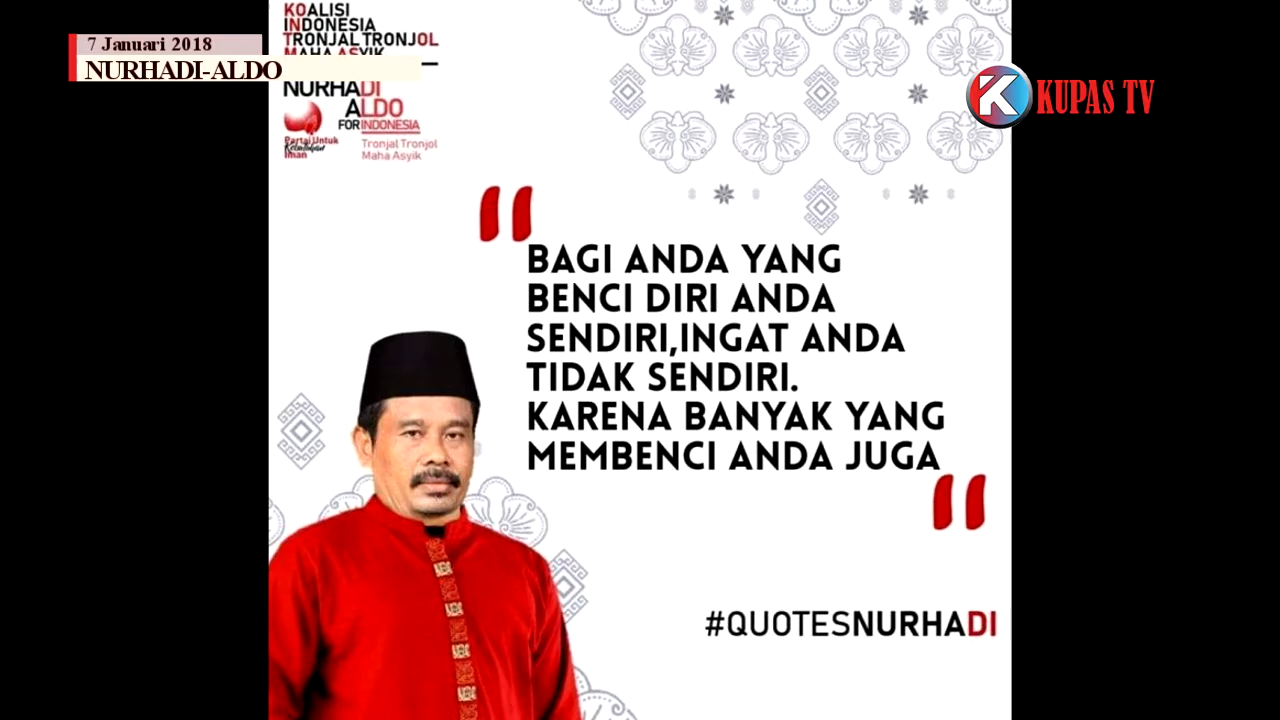 KOALISI
INDONESIA
TRONJAL TRONJOL
MAHA ASYIK
7 Januari 2018
NURHADI-ALDO
NURHADI
ALDO
FOR INDONESIA
Partai Untuk
Kebutuhan
Iman
Tronjal Tronjol
Maha Asyik
K KUPAS TV
"BAGI ANDA YANG
BENCI DIRI ANDA
SENDIRI,INGAT ANDA
TIDAK SENDIRI.
KARENA BANYAK YANG
MEMBENCI ANDA JUGA"
#QUOTESNURHADI